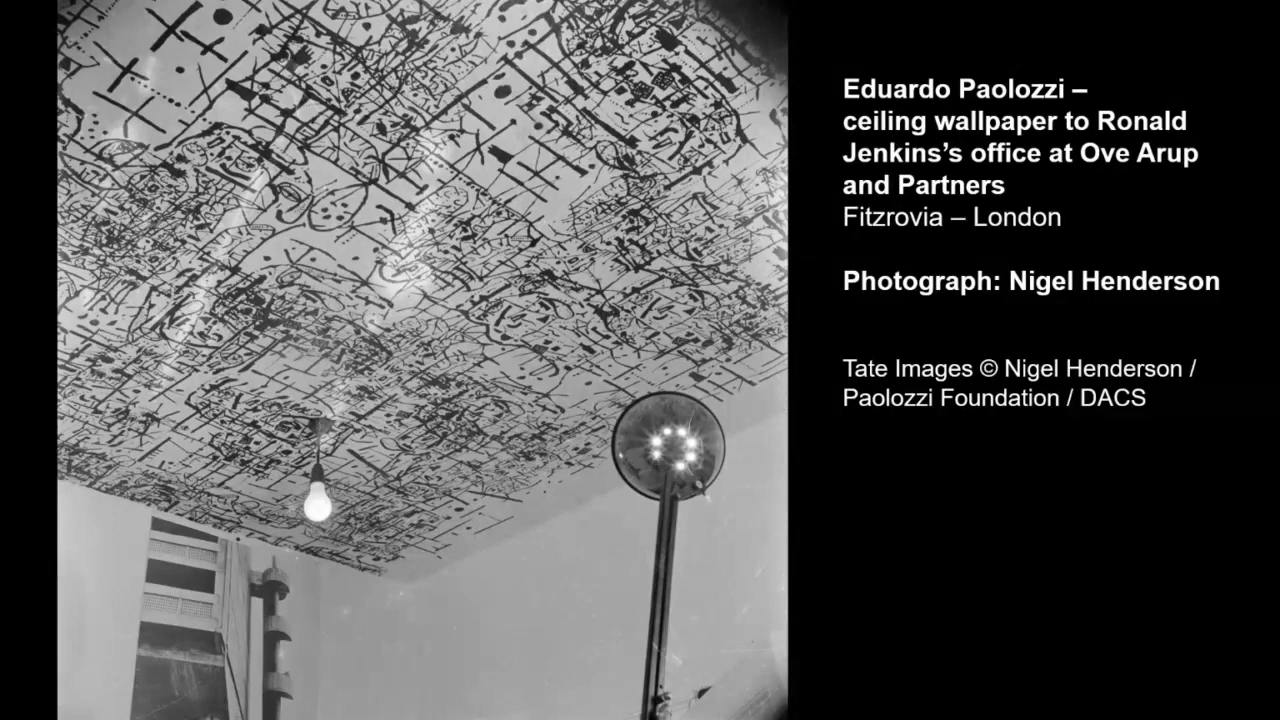 Eduardo Paolozzi –
ceiling wallpaper to Ronald
Jenkins’s office at Ove Arup
and Partners
Fitzrovia – London
Photograph: Nigel Henderson
Tate Images © Nigel Henderson /
Paolozzi Foundation / DACS